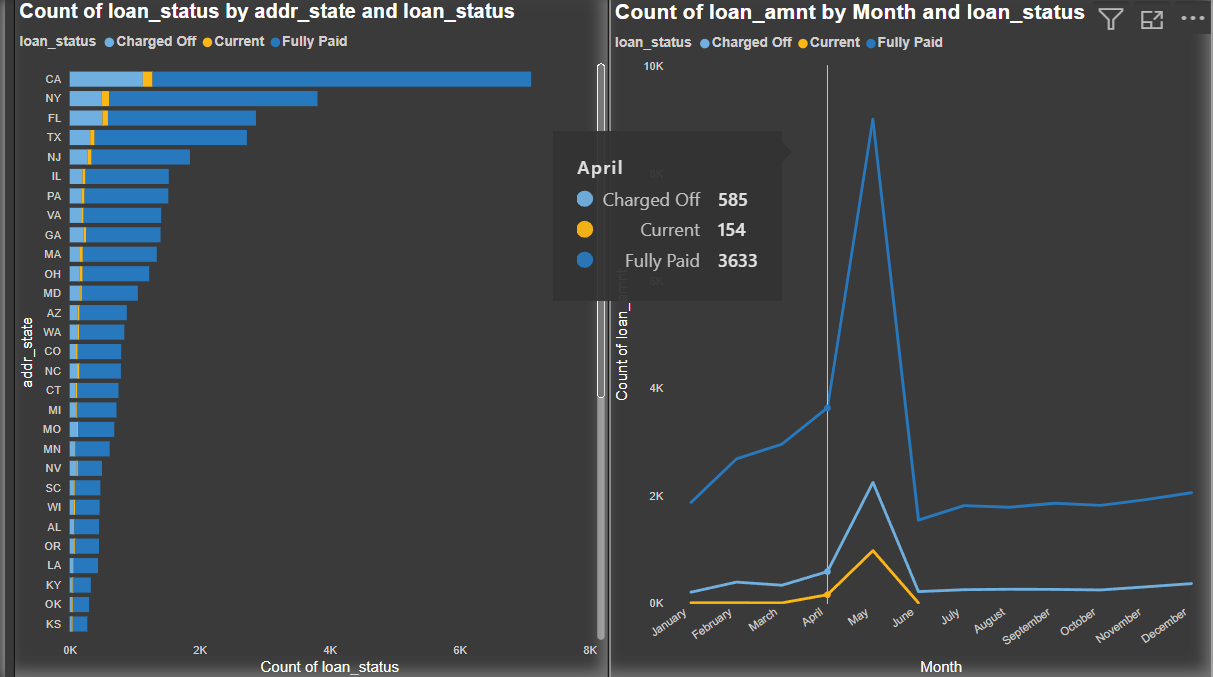 Count of loan_status by addr_state and loan_status
loan_status Charged Off Current Fully Paid
CA
NY
FL
TX
NJ
IL
PA
VA
GA
MA
OH
MD
AZ
WA
CO
NC
CT
MI
MO
MN
NV
SC
WI
AL
OR
LA
KY
OK
KS
addr_state
0K 2K 4K 6K 8K
Count of loan_status
Count of loan_amnt by Month and loan_status
loan_status Charged Off Current Fully Paid
10K
April
Charged Off 585
Current 154
Fully Paid 3633
4K
2K
0K
Count of loan_amnt
January February March April May June July August September October November December
Month